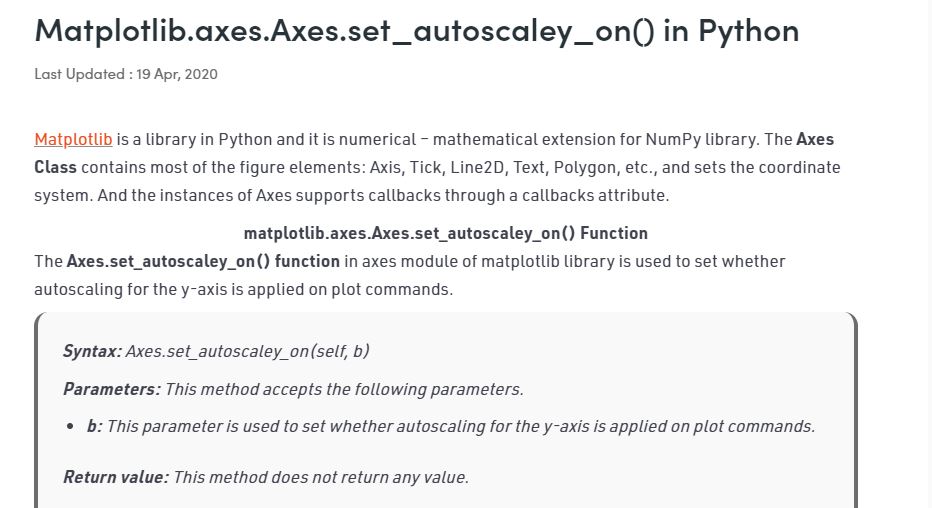 Matplotlib.axes.Axes.set_autoscaley_on() in Python
Last Updated : 19 Apr, 2020
Matplotlib is a library in Python and it is numerical – mathematical extension for NumPy library. The Axes
Class contains most of the figure elements: Axis, Tick, Line2D, Text, Polygon, etc., and sets the coordinate
system. And the instances of Axes supports callbacks through a callbacks attribute.
matplotlib.axes.Axes.set_autoscaley_on() Function
The Axes.set_autoscaley_on() function in axes module of matplotlib library is used to set whether
autoscaling for the y-axis is applied on plot commands.
Syntax: Axes.set_autoscaley_on(self, b)
Parameters: This method accepts the following parameters.
• b: This parameter is used to set whether autoscaling for the y-axis is applied on plot commands.
Return value: This method does not return any value.